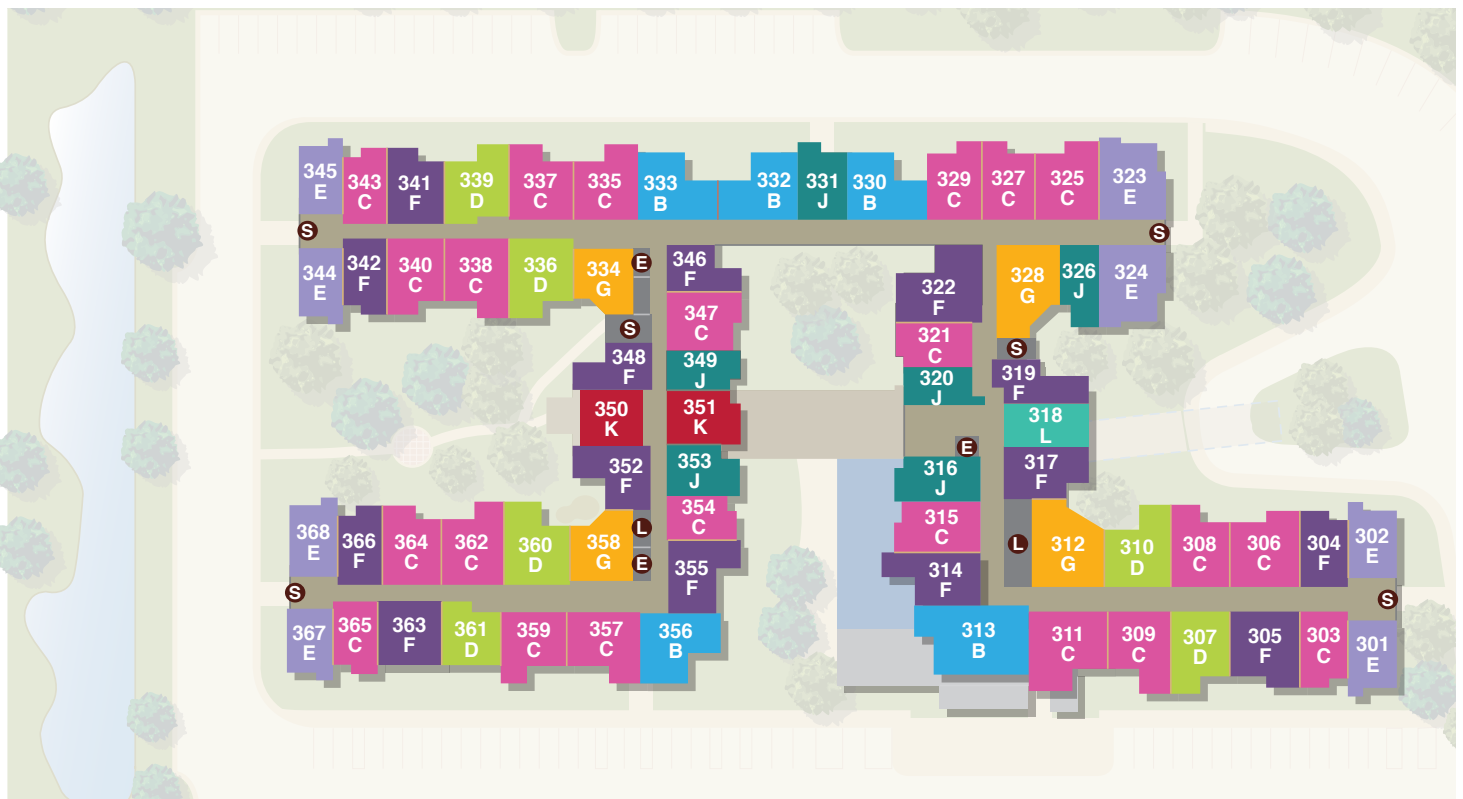 345
E
343
C
341
F
339
D
337
C
335
C
333
B
332
B
331
J
330
B
329
C
327
C
325
C
323
E
S
S
344
E
342
F
340
C
338
C
336
D
334
G
E
346
F
322
F
328
G
326
J
324
E
S
347
C
321
C
S
348
F
349
J
320
J
319
F
350
K
351
K
318
L
E
352
F
353
J
316
J
317
F
354
C
315
C
368
E
366
F
364
C
362
C
360
D
358
G
L
E
355
F
314
F
L
312
G
310
D
308
C
306
C
304
F
302
E
S
S
367
E
365
C
363
F
361
D
359
C
357
C
356
B
313
B
311
C
309
C
307
D
305
F
303
C
301
E